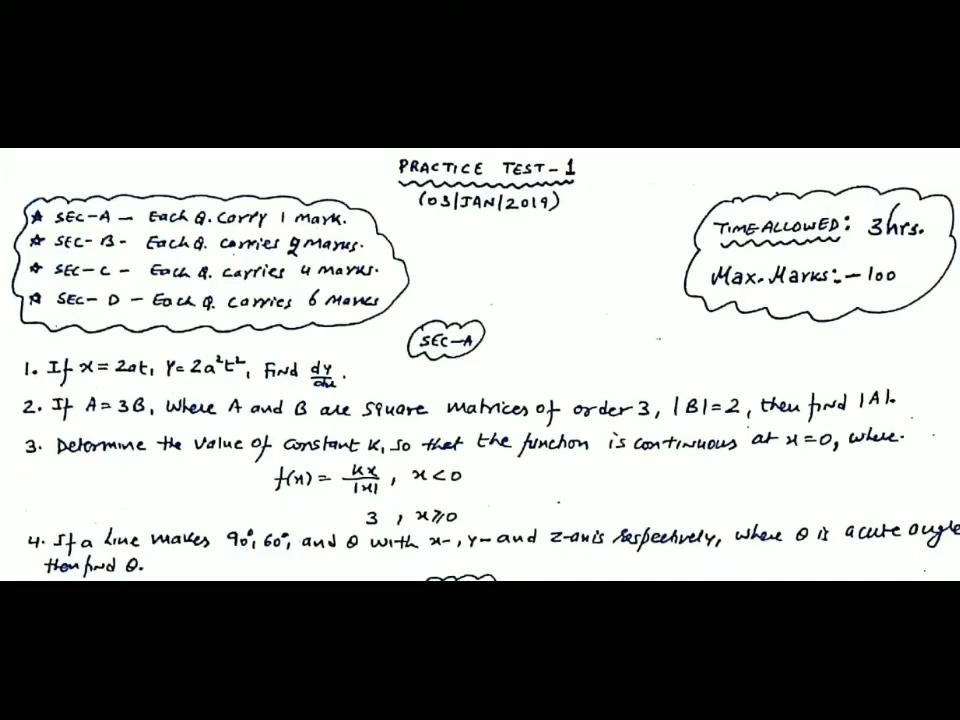 PRACTICE TEST-1
(03/JAN/2019)
☆ SEC-A - Each Q. Carry 1 mark.
☆ SEC-B- Each Q. carries 2 marks.
☆ SEC-C - Each Q. carries 4 marks.
☆ SEC-D - Each Q. carries 6 Marks
TIME ALLOWED: 3hrs.
Max. Marks:-100
SEC-A
1. If x=2at, y=2a²t², find dy/dx.
2. If A=3B, where A and B are square matrices of order 3, |B|=2, then find |A|.
3. Determine the value of constant K, so that the function is continuous at x=0, where.
f(x) = kx/|x|, x<0
3 , x≥0
4. If a line makes 90°, 60°, and θ with x-, y- and z-axis respectively, where θ is acute angle
then find θ.